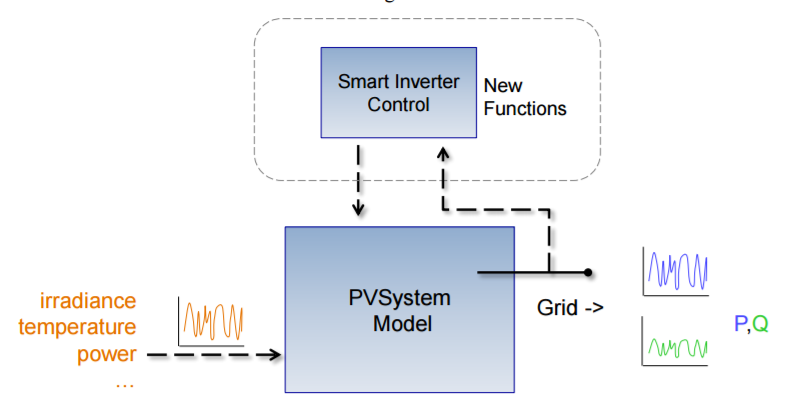 Smart Inverter
Control
New
Functions
PVSystem
Model
Grid ->
irradiance
temperature
power
...
P,Q